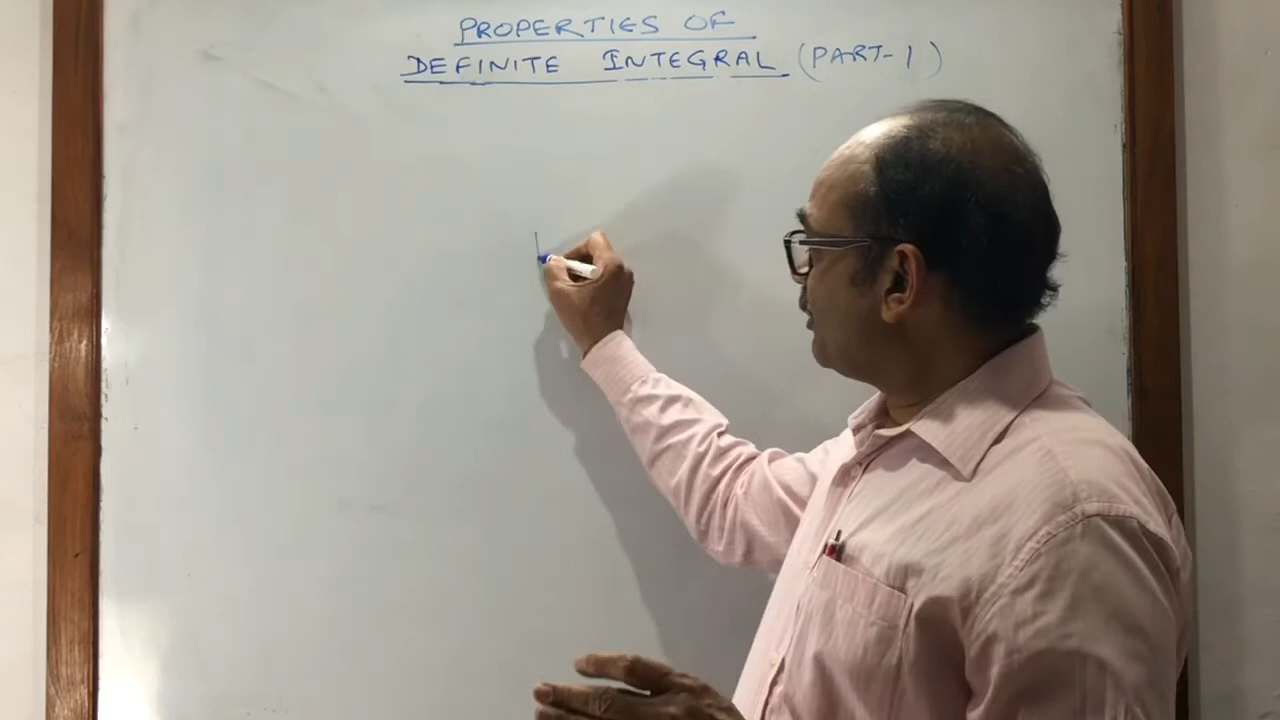 PROPERTIES OF
DEFINITE INTEGRAL (PART-1)